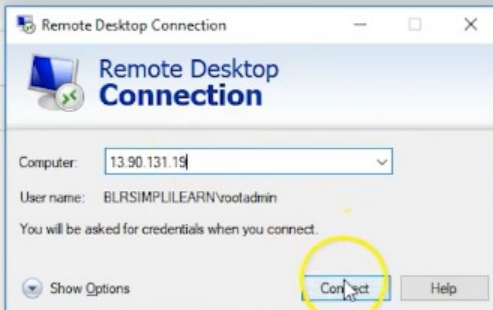 Remote Desktop Connection
Remote Desktop
Connection
Computer: 13.90.131.19
User name: BLRSIMPLILEARN\rootadmin
You will be asked for credentials when you connect.
Show Options Connect Help